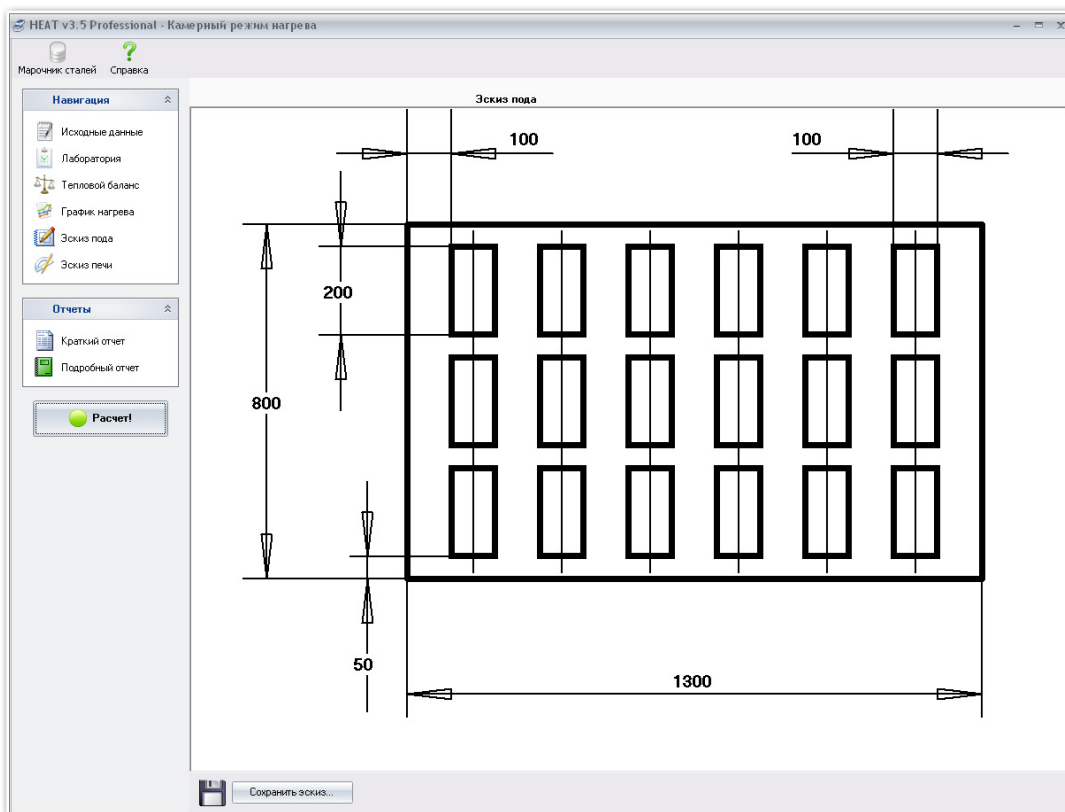 HEAT v3.5 Professional - Камерный режим нагрева
Марочник сталей
Справка
Навигация
Исходные данные
Лаборатория
Тепловой баланс
График нагрева
Эскиз пода
Эскиз печи
Отчеты
Краткий отчет
Подробный отчет
Расчет!
Эскиз пода
100
100
200
800
50
1300
Сохранить эскиз...